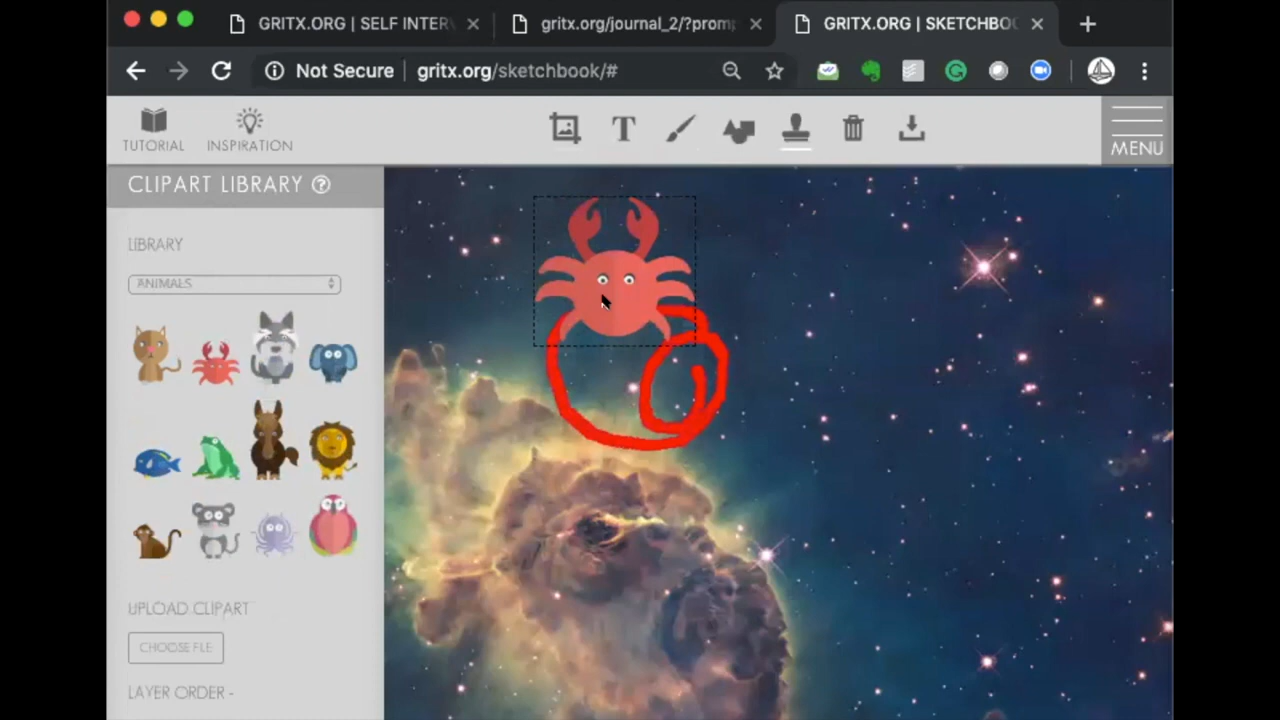 GRITX.ORG | SELF INTER
gritx.org/journal_2/?prom
GRITX.ORG | SKETCHBO
Not Secure | gritx.org/sketchbook/#
TUTORIAL
INSPIRATION
T
MENU
CLIPART LIBRARY ?
LIBRARY
ANIMALS
UPLOAD CLIPART
CHOOSE FILE
LAYER ORDER -